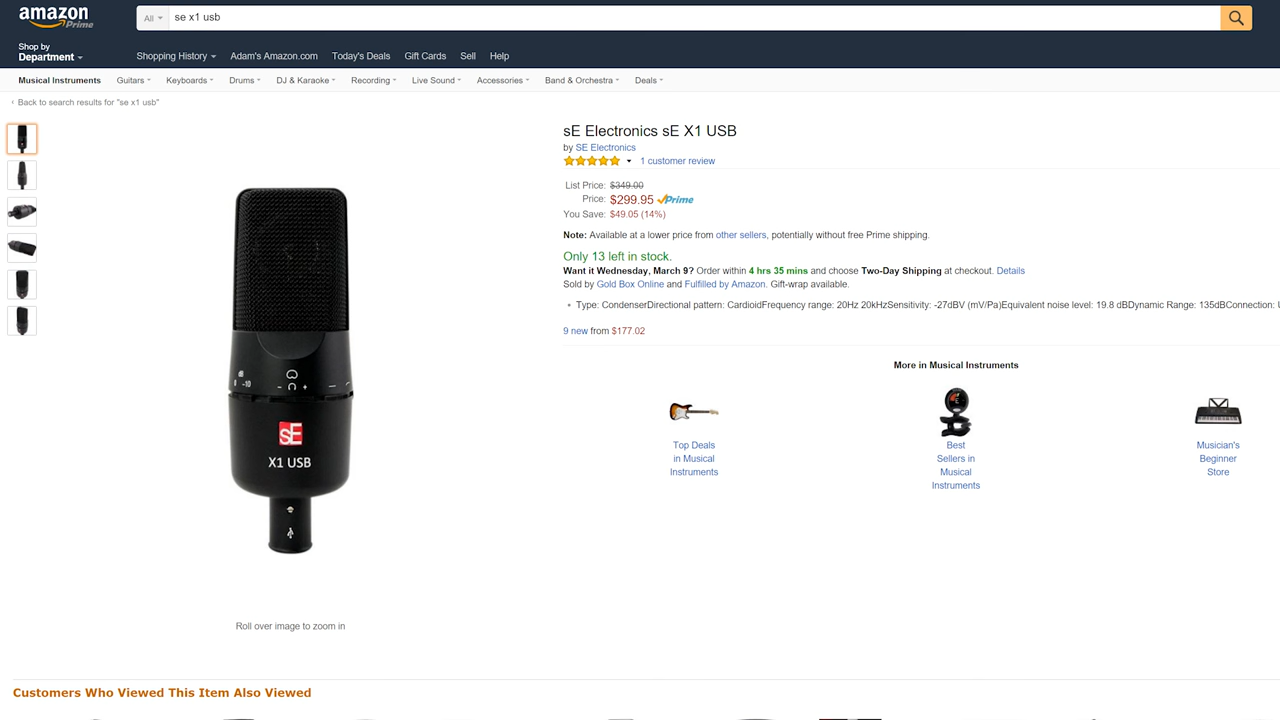 amazon
Prime
All
se x1 usb
Shop by
Department
Shopping History
Adam's Amazon.com
Today's Deals
Gift Cards
Sell
Help
Musical Instruments
Guitars
Keyboards
Drums
DJ & Karaoke
Recording
Live Sound
Accessories
Band & Orchestra
Deals
‹ Back to search results for "se x1 usb"
sE Electronics sE X1 USB
by SE Electronics
1 customer review
List Price: $349.00
Price: $299.95 Prime
You Save: $49.05 (14%)
Note: Available at a lower price from other sellers, potentially without free Prime shipping.
Only 13 left in stock.
Want it Wednesday, March 9? Order within 4 hrs 35 mins and choose Two-Day Shipping at checkout. Details
Sold by Gold Box Online and Fulfilled by Amazon. Gift-wrap available.
• Type: CondenserDirectional pattern: CardioidFrequency range: 20Hz 20kHzSensitivity: -27dBV (mV/Pa)Equivalent noise level: 19.8 dBDynamic Range: 135dBConnection:
9 new from $177.02
More in Musical Instruments
Top Deals
in Musical
Instruments
Best
Sellers in
Musical
Instruments
Musician's
Beginner
Store
dB
0 -10
- +
sE
X1 USB
Roll over image to zoom in
Customers Who Viewed This Item Also Viewed